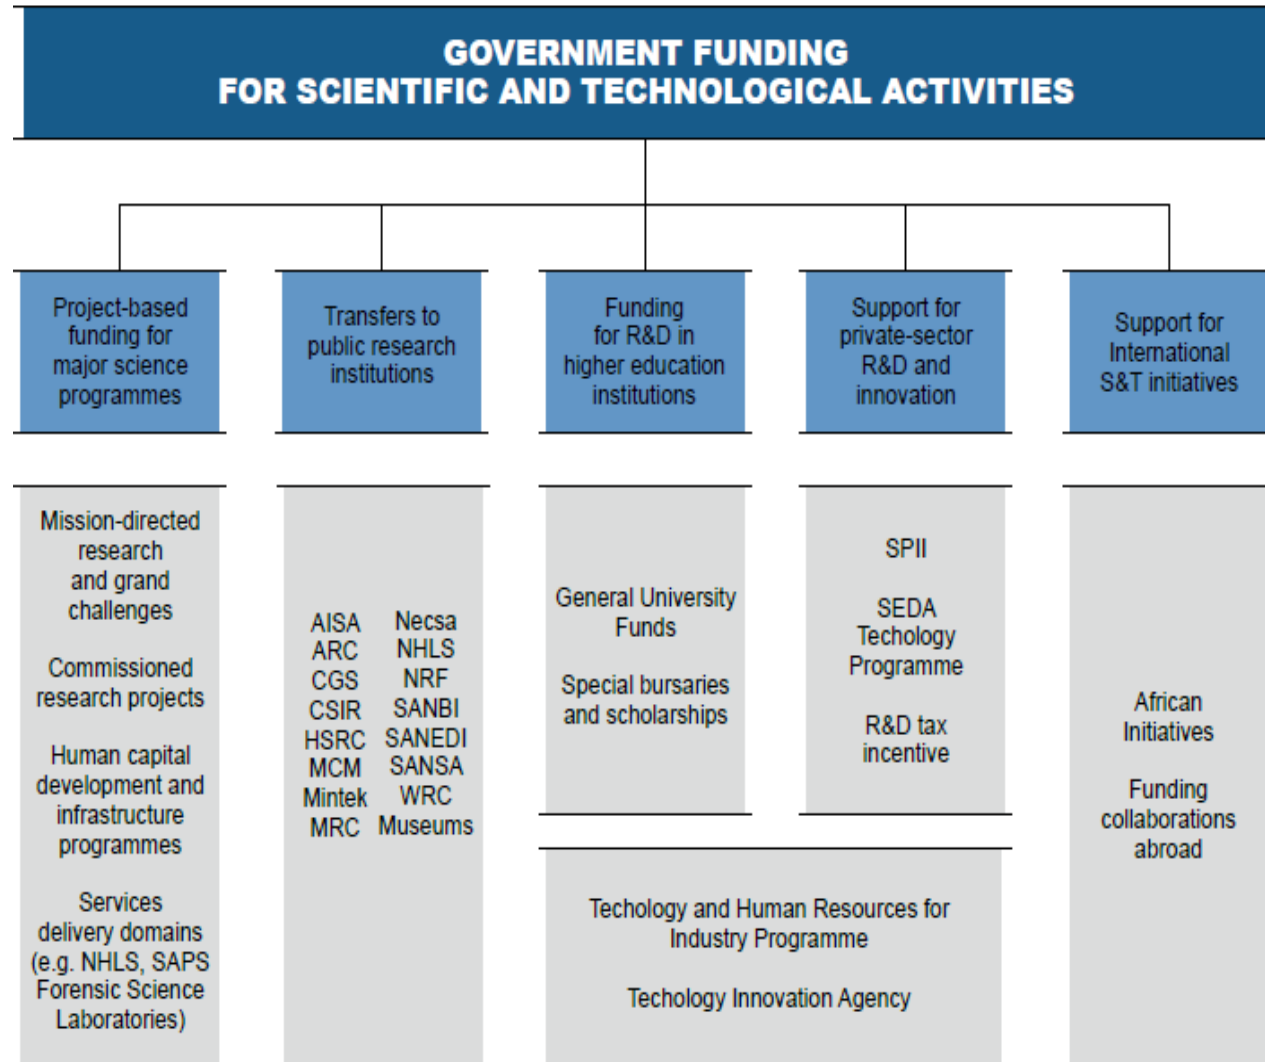 GOVERNMENT FUNDING
FOR SCIENTIFIC AND TECHNOLOGICAL ACTIVITIES
Project-based
funding for
major science
programmes
Transfers to
public research
institutions
Funding
for R&D in
higher education
institutions
Support for
private-sector
R&D and
innovation
Support for
International
S&T initiatives
Mission-directed
research
and grand
challenges
Commissioned
research projects
Human capital
development and
infrastructure
programmes
Services
delivery domains
(e.g. NHLS, SAPS
Forensic Science
Laboratories)
AISA
ARC
CGS
CSIR
HSRC
MCM
Mintek
MRC
Necsa
NHLS
NRF
SANBI
SANEDI
SANSA
WRC
Museums
General University
Funds
Special bursaries
and scholarships
SPII
SEDA
Techology
Programme
R&D tax
incentive
Techology and Human Resources for
Industry Programme
Techology Innovation Agency
African
Initiatives
Funding
collaborations
abroad